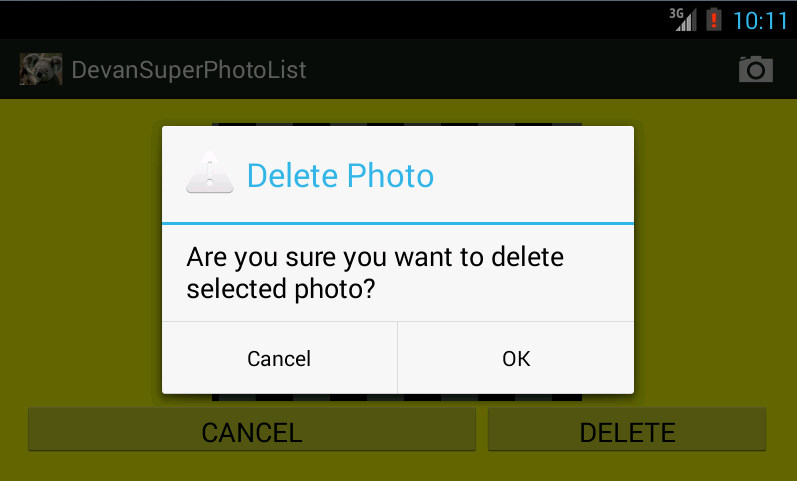 3G
10:11
DevanSuperPhotoList
Delete Photo
Are you sure you want to delete
selected photo?
Cancel
OK
CANCEL
DELETE